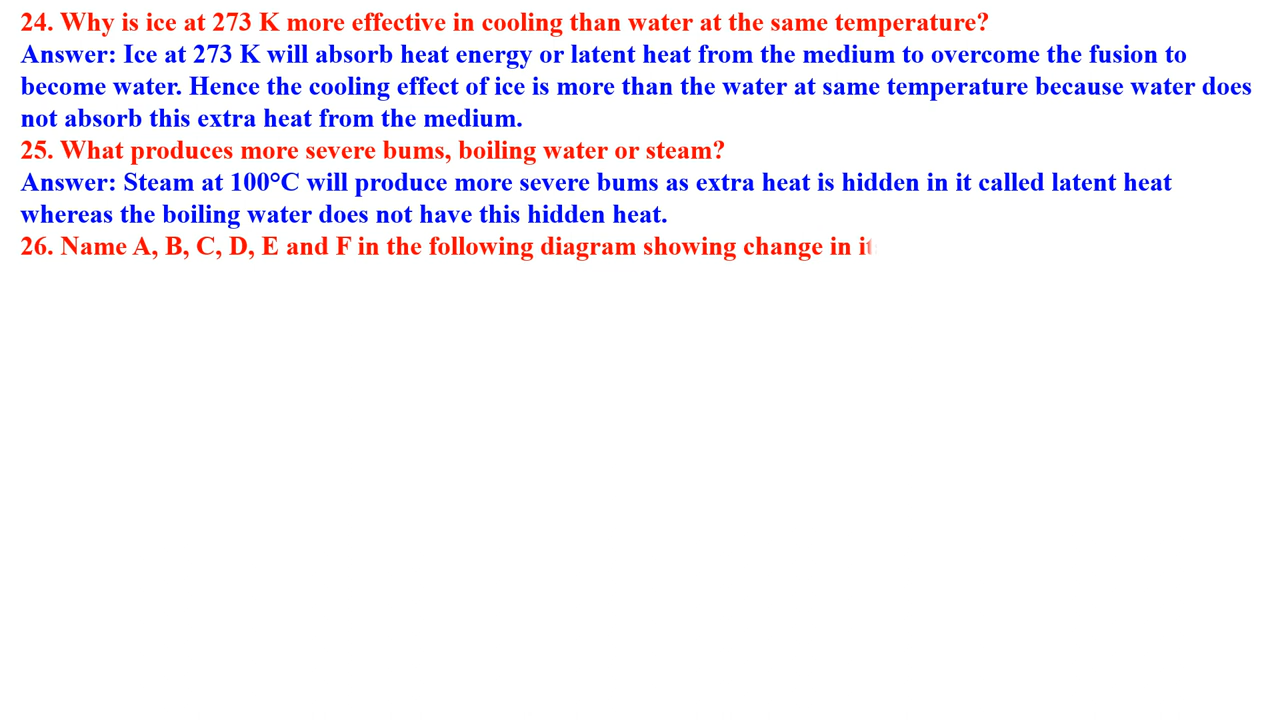 24. Why is ice at 273 K more effective in cooling than water at the same temperature?
Answer: Ice at 273 K will absorb heat energy or latent heat from the medium to overcome the fusion to
become water. Hence the cooling effect of ice is more than the water at same temperature because water does
not absorb this extra heat from the medium.
25. What produces more severe bums, boiling water or steam?
Answer: Steam at 100°C will produce more severe bums as extra heat is hidden in it called latent heat
whereas the boiling water does not have this hidden heat.
26. Name A, B, C, D, E and F in the following diagram showing change in